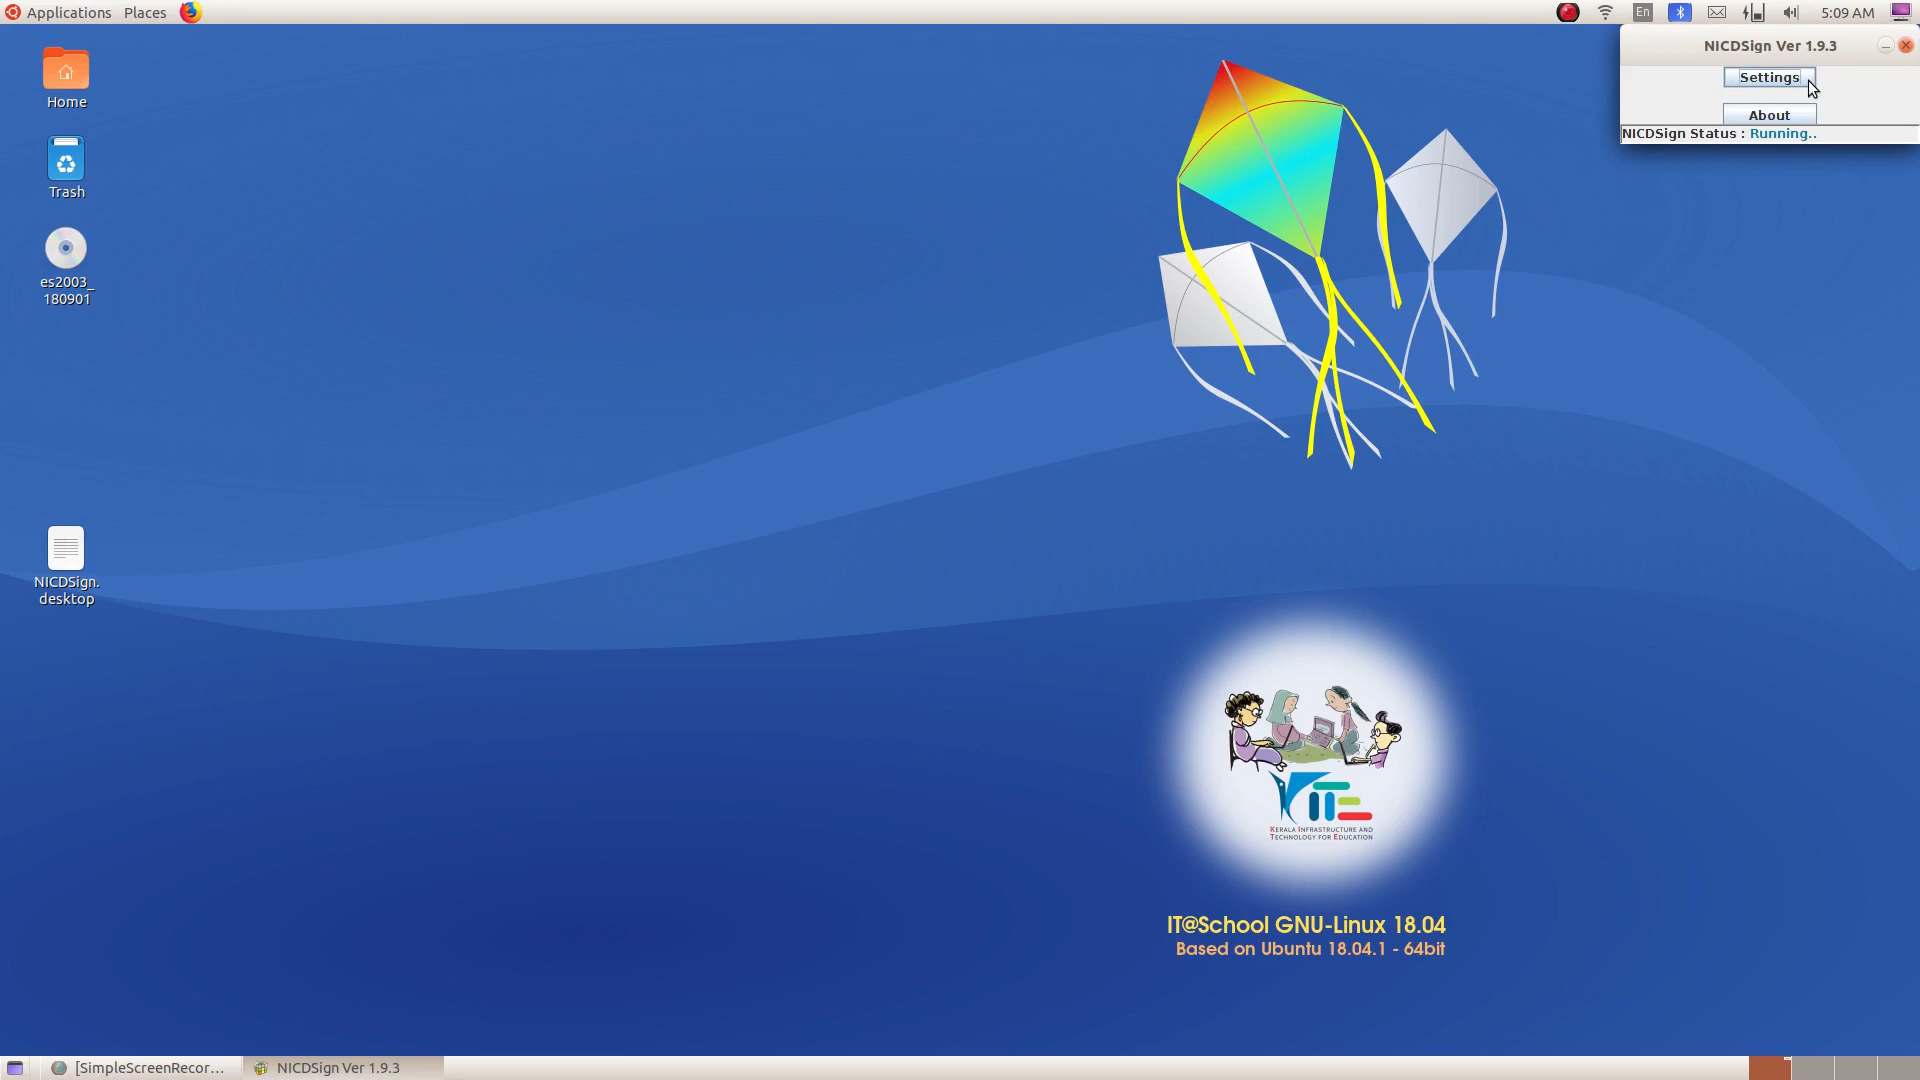 Applications Places
En
5:09 AM
NICDSign Ver 1.9.3
Settings
About
NICDSign Status : Running..
Home
Trash
es2003_
180901
NICDSign.
desktop
KERALA INFRASTRUCTURE AND
TECHNOLOGY FOR EDUCATION
IT@School GNU-Linux 18.04
Based on Ubuntu 18.04.1 - 64bit
[SimpleScreenRecor... NICDSign Ver 1.9.3